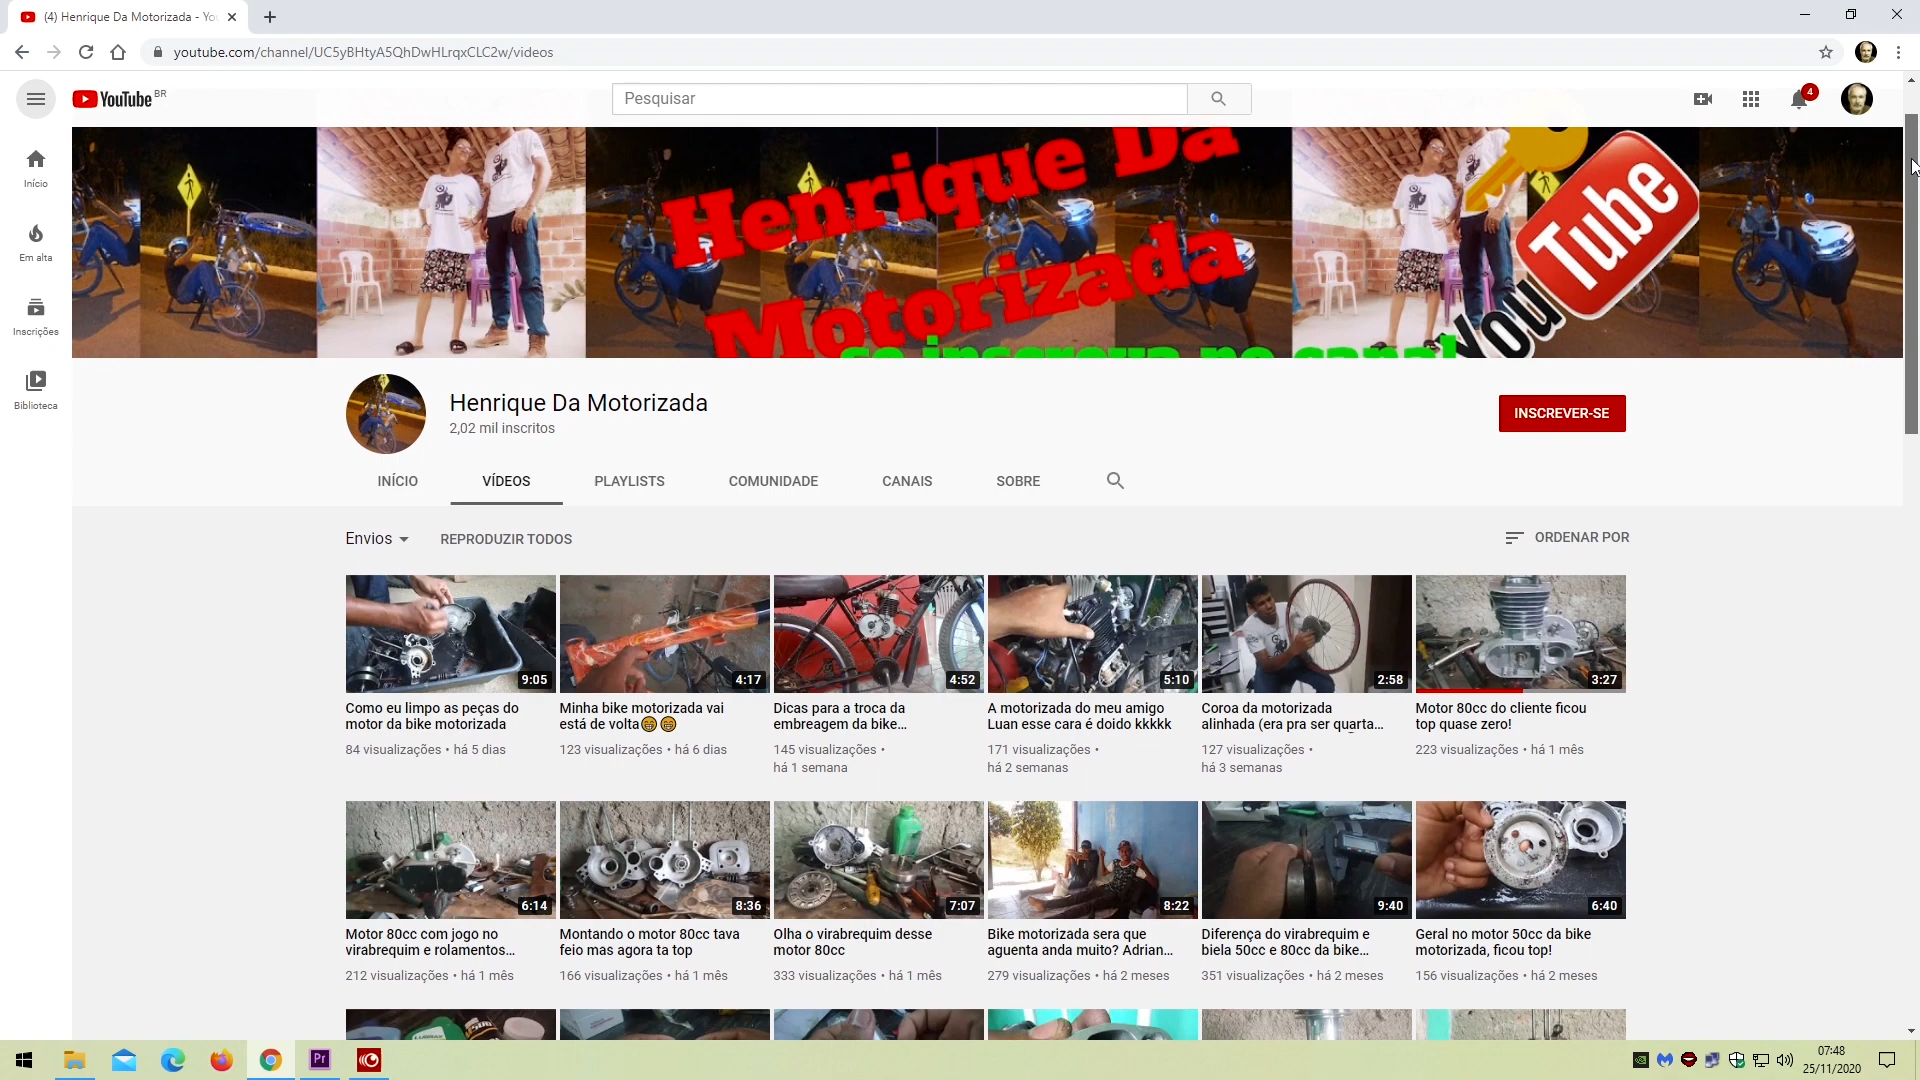 (4) Henrique Da Motorizada - Yo
youtube.com/channel/UC5yBHtyA5QhDwHLrqxCLC2w/videos
YouTube BR
Pesquisar
4
Início
Em alta
Inscrições
Biblioteca
Henrique Da
Motorizada
se inscreva no canal
You Tube
Henrique Da Motorizada
2,02 mil inscritos
INSCREVER-SE
INÍCIO VÍDEOS PLAYLISTS COMUNIDADE CANAIS SOBRE
Envios REPRODUZIR TODOS ORDENAR POR
9:05
Como eu limpo as peças do
motor da bike motorizada
84 visualizações • há 5 dias
4:17
Minha bike motorizada vai
está de volta😁😁
123 visualizações • há 6 dias
4:52
Dicas para a troca da
embreagem da bike...
145 visualizações •
há 1 semana
5:10
A motorizada do meu amigo
Luan esse cara é doido kkkkk
171 visualizações •
há 2 semanas
2:58
Coroa da motorizada
alinhada (era pra ser quarta...
127 visualizações •
há 3 semanas
3:27
Motor 80cc do cliente ficou
top quase zero!
223 visualizações • há 1 mês
6:14
Motor 80cc com jogo no
virabrequim e rolamentos...
212 visualizações • há 1 mês
8:36
Montando o motor 80cc tava
feio mas agora ta top
166 visualizações • há 1 mês
7:07
Olha o virabrequim desse
motor 80cc
333 visualizações • há 1 mês
8:22
Bike motorizada sera que
aguenta anda muito? Adrian...
279 visualizações • há 2 meses
9:40
Diferença do virabrequim e
biela 50cc e 80cc da bike...
351 visualizações • há 2 meses
6:40
Geral no motor 50cc da bike
motorizada, ficou top!
156 visualizações • há 2 meses
Pr
07:48
25/11/2020